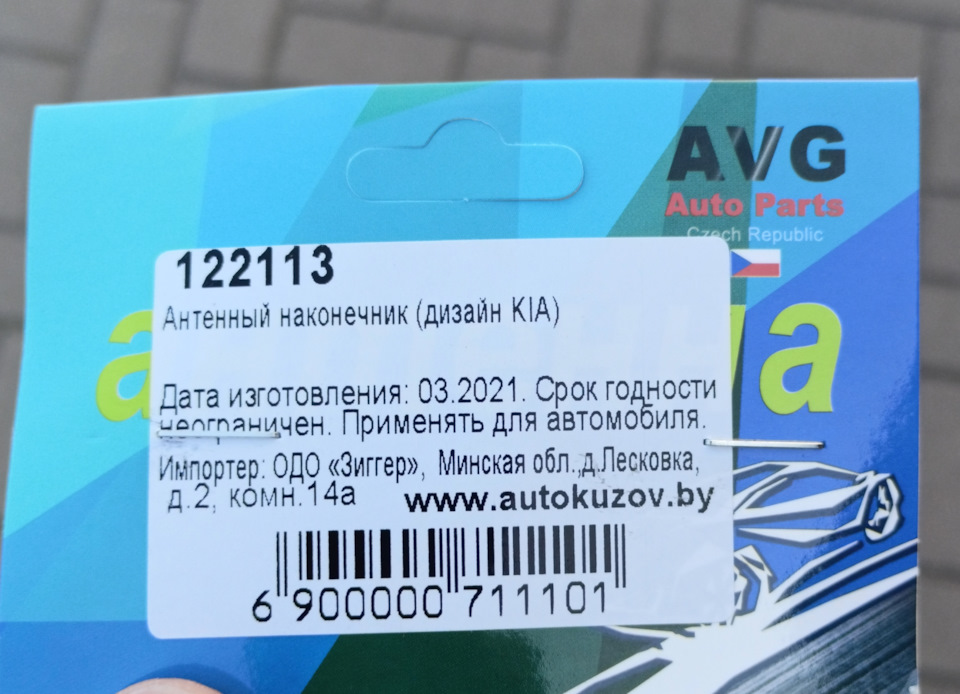 AVG
Auto Parts
Czech Republic
122113
Антенный наконечник (дизайн KIA)
Дата изготовления: 03.2021. Срок годности
неограничен. Применять для автомобиля.
Импортер: ОДО «Зиггер», Минская обл.,д.Лесковка,
д.2, комн.14а www.autokuzov.by
6 900000 711101